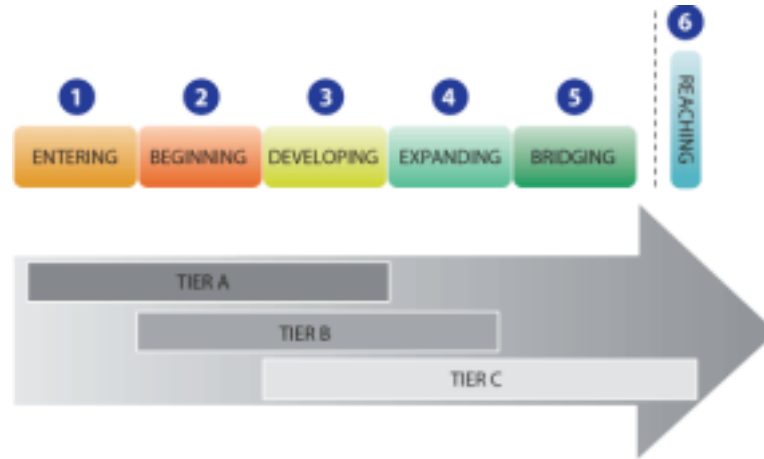 6
1 2 3 4 5
ENTERING BEGINNING DEVELOPING EXPANDING BRIDGING REACHING
TIER A
TIER B
TIER C